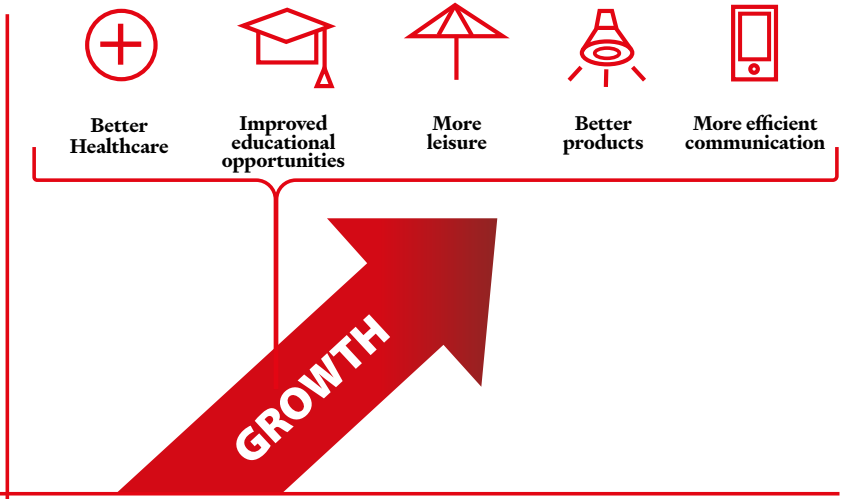 Better
Healthcare
Improved
educational
opportunities
More
leisure
Better
products
More efficient
communication
GROWTH